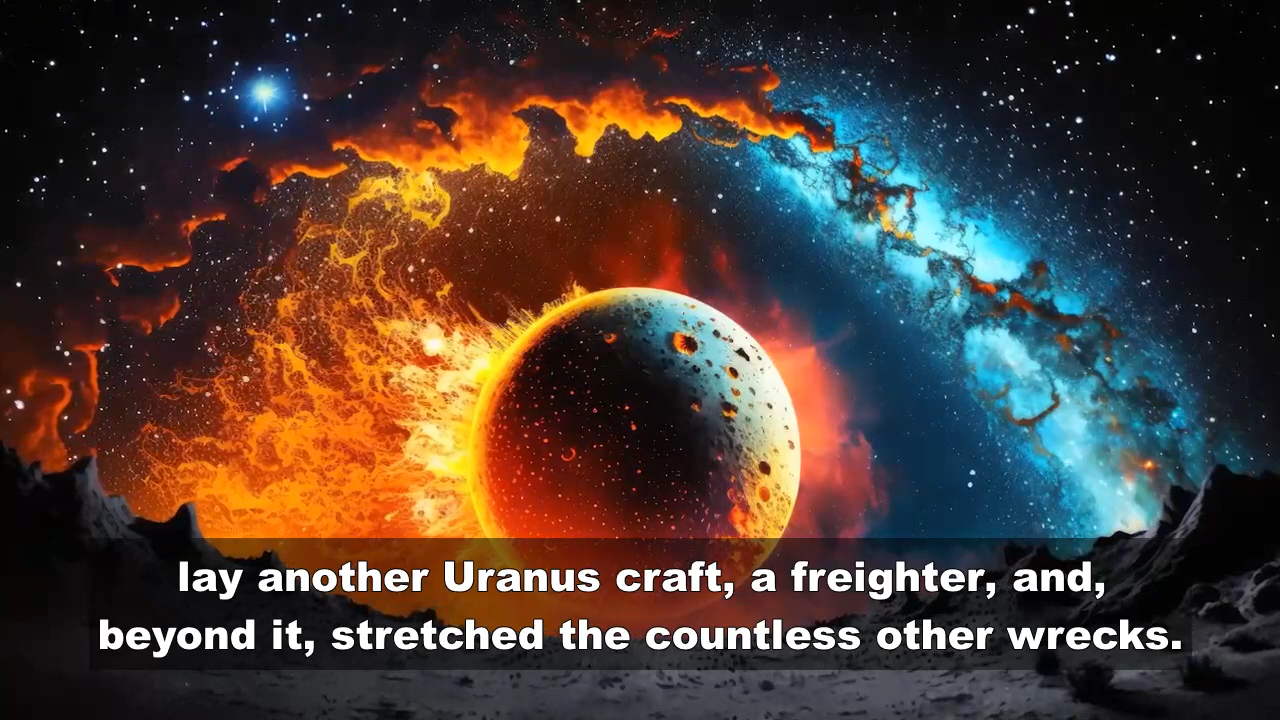 lay another Uranus craft, a freighter, and,
beyond it, stretched the countless other wrecks.